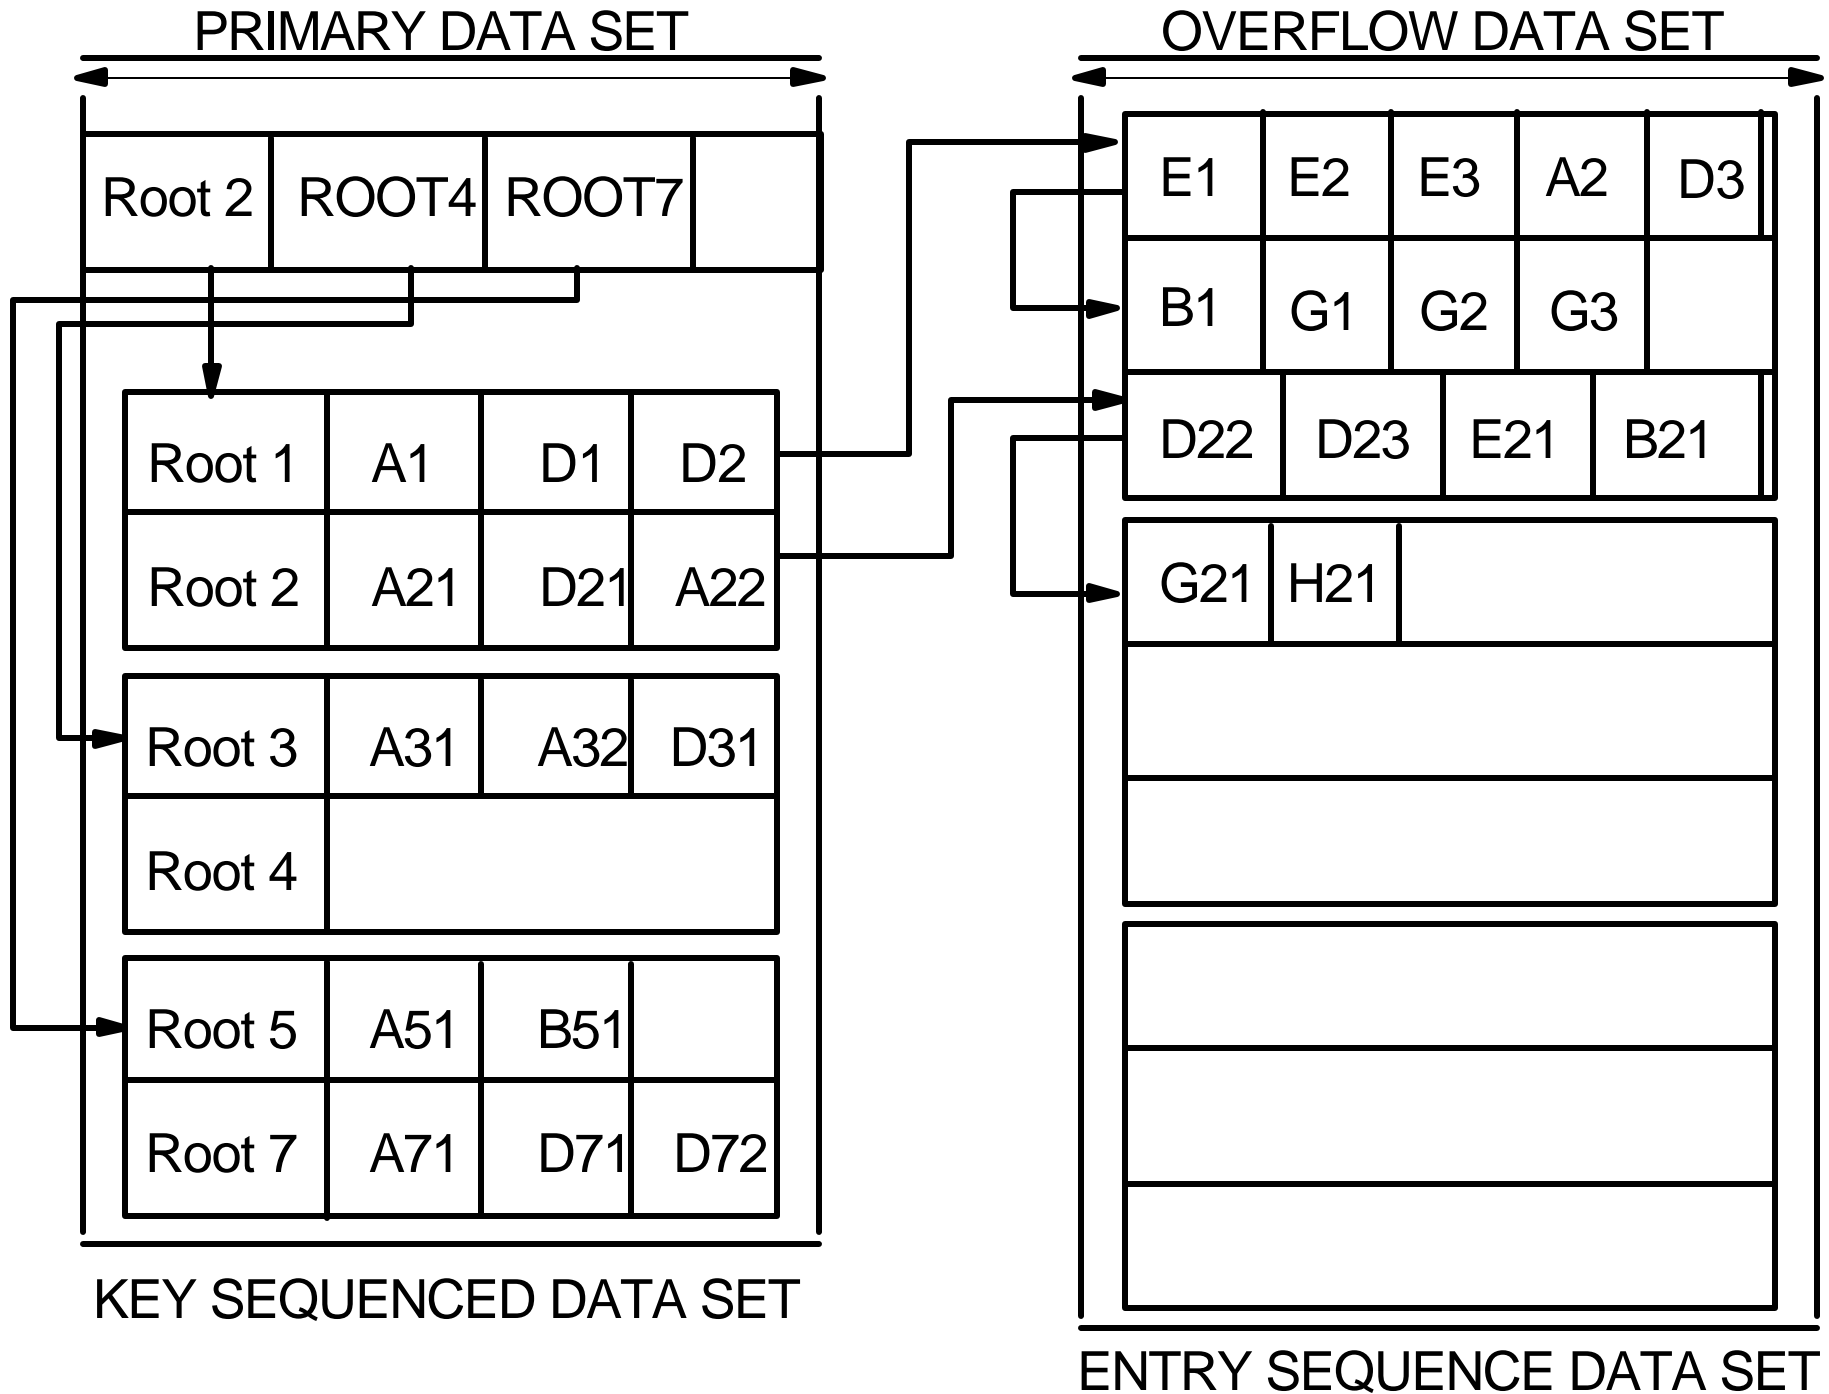 PRIMARY DATA SET
Root 2 ROOT4 ROOT7
Root 1 A1 D1 D2
Root 2 A21 D21 A22
Root 3 A31 A32 D31
Root 4
Root 5 A51 B51
Root 7 A71 D71 D72
KEY SEQUENCED DATA SET
OVERFLOW DATA SET
E1 E2 E3 A2 D3
B1 G1 G2 G3
D22 D23 E21 B21
G21 H21
ENTRY SEQUENCE DATA SET